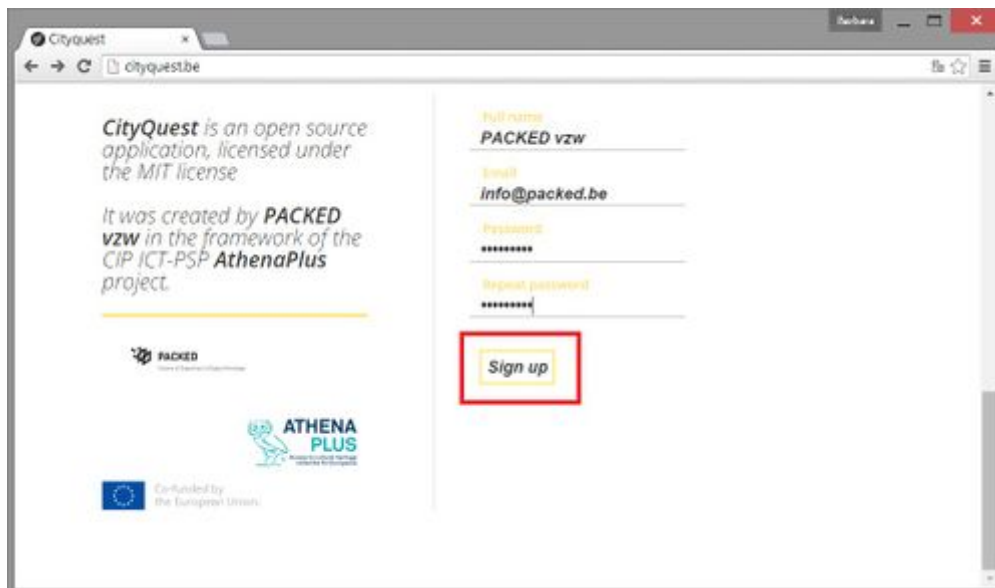 Barbara
Cityquest
cityquest.be
CityQuest is an open source
application, licensed under
the MIT license
It was created by PACKED
vzw in the framework of the
CIP ICT-PSP AthenaPlus
project.
PACKED
ATHENA
PLUS
Co-funded by
the European Union
Full name
PACKED vzw
Email
info@packed.be
Password
Repeat password
Sign up